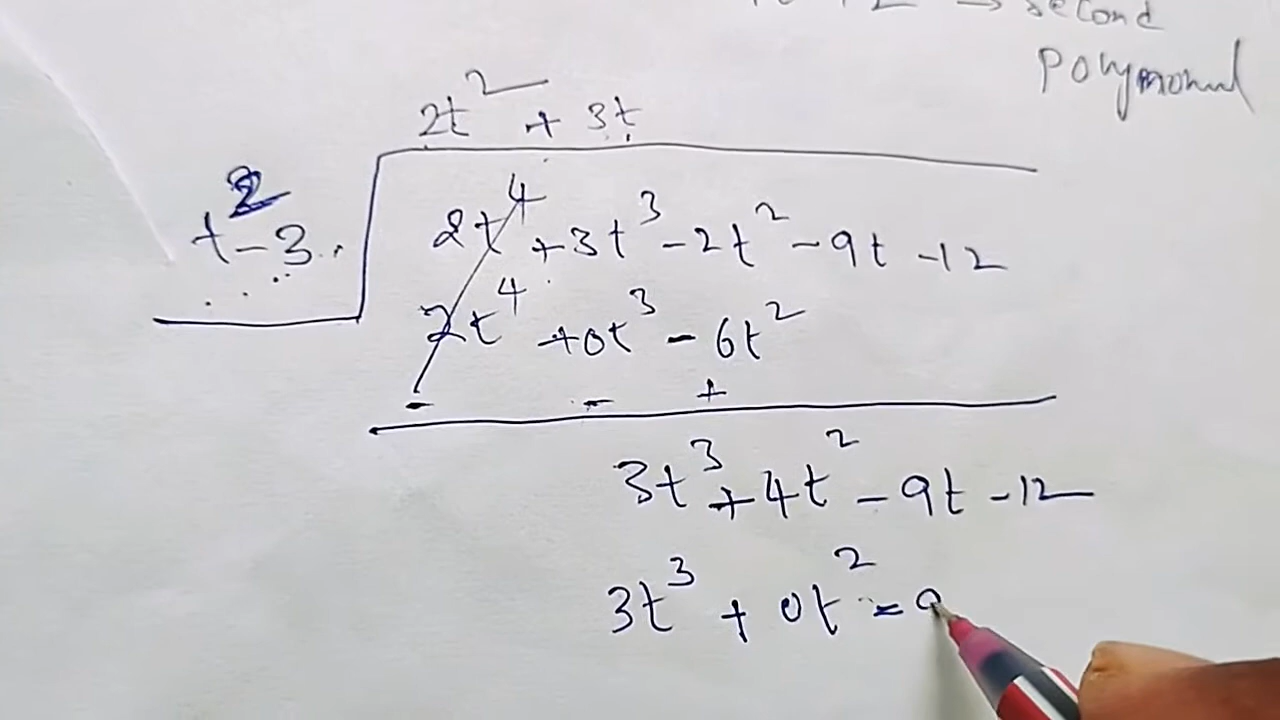 → second
polynomial
2t² + 3t
t² - 3
2t⁴ + 3t³ - 2t² - 9t - 12
2t⁴ + 0t³ - 6t²
- - +
3t³ + 4t² - 9t - 12
3t³ + 0t² - 9